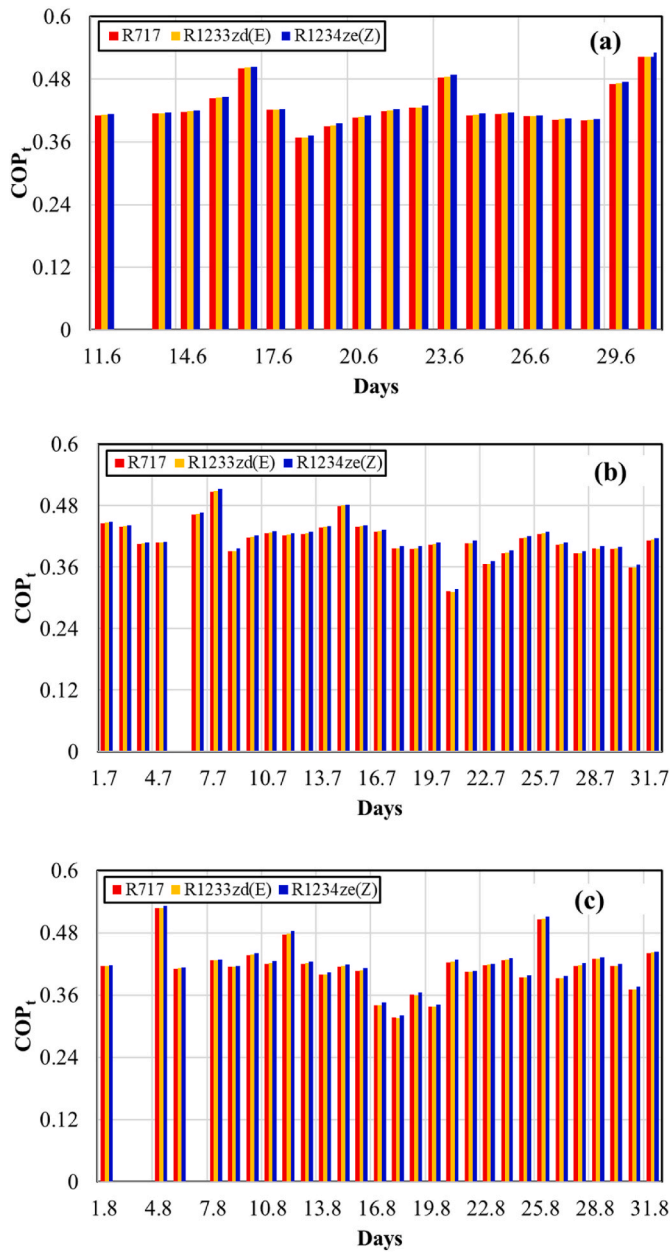 0.6
R717 R1233zd(E) R1234ze(Z)
(a)
0.48
0.36
COPt
0.24
0.12
0
11.6 14.6 17.6 20.6 23.6 26.6 29.6
Days
0.6
R717 R1233zd(E) R1234ze(Z)
(b)
0.48
0.36
COPt
0.24
0.12
0
1.7 4.7 7.7 10.7 13.7 16.7 19.7 22.7 25.7 28.7 31.7
Days
0.6
R717 R1233zd(E) R1234ze(Z)
(c)
0.48
0.36
COPt
0.24
0.12
0
1.8 4.8 7.8 10.8 13.8 16.8 19.8 22.8 25.8 28.8 31.8
Days